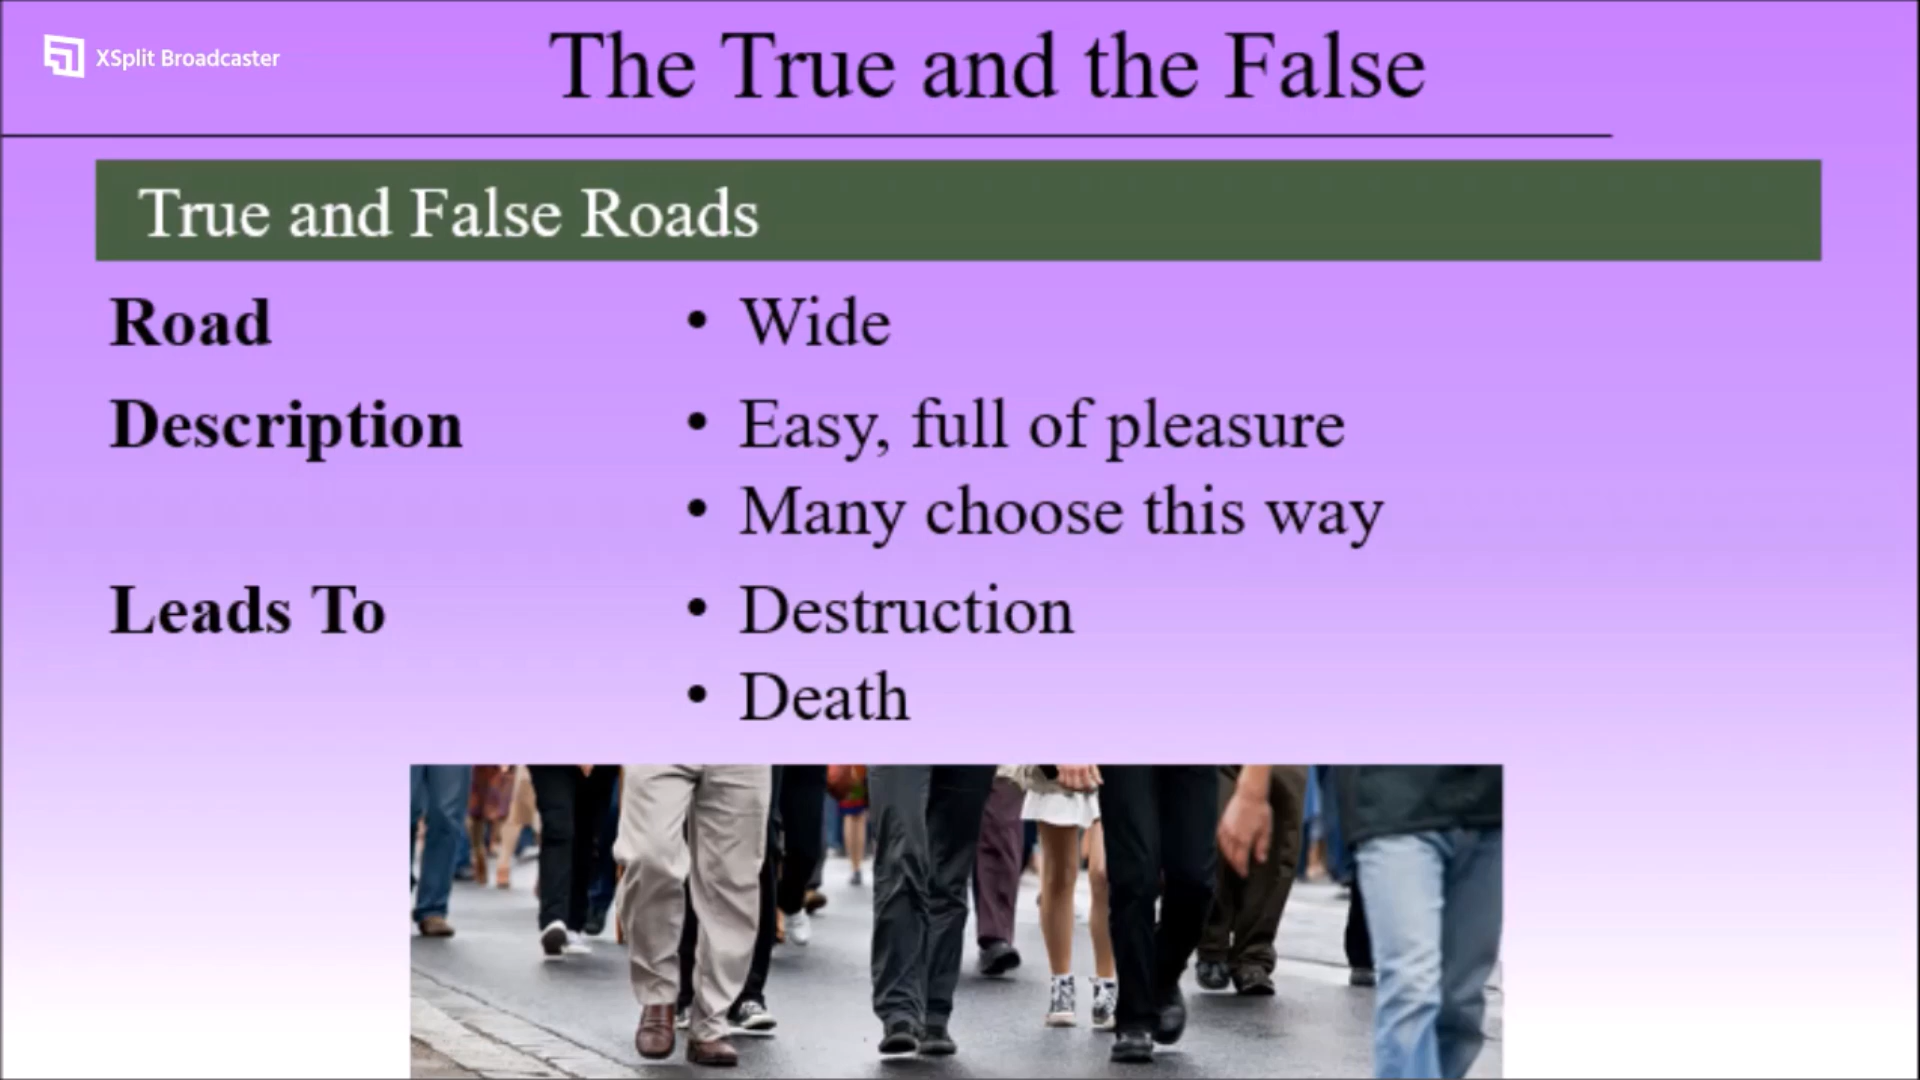 XSplit Broadcaster
The True and the False
True and False Roads
Road • Wide
Description • Easy, full of pleasure
• Many choose this way
Leads To • Destruction
• Death